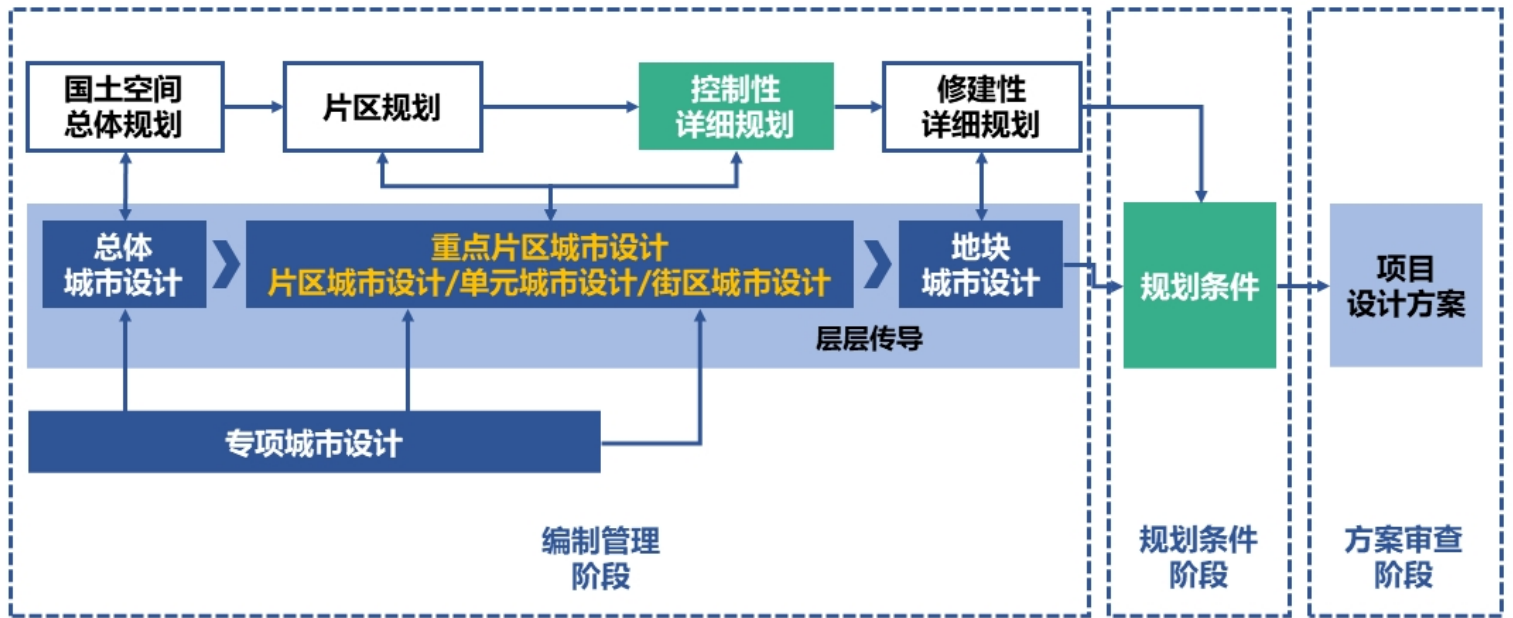 国土空间
总体规划
片区规划
控制性
详细规划
修建性
详细规划
总体
城市设计
重点片区城市设计
片区城市设计/单元城市设计/街区城市设计
地块
城市设计
层层传导
规划条件
项目
设计方案
专项城市设计
编制管理
阶段
规划条件
阶段
方案审查
阶段